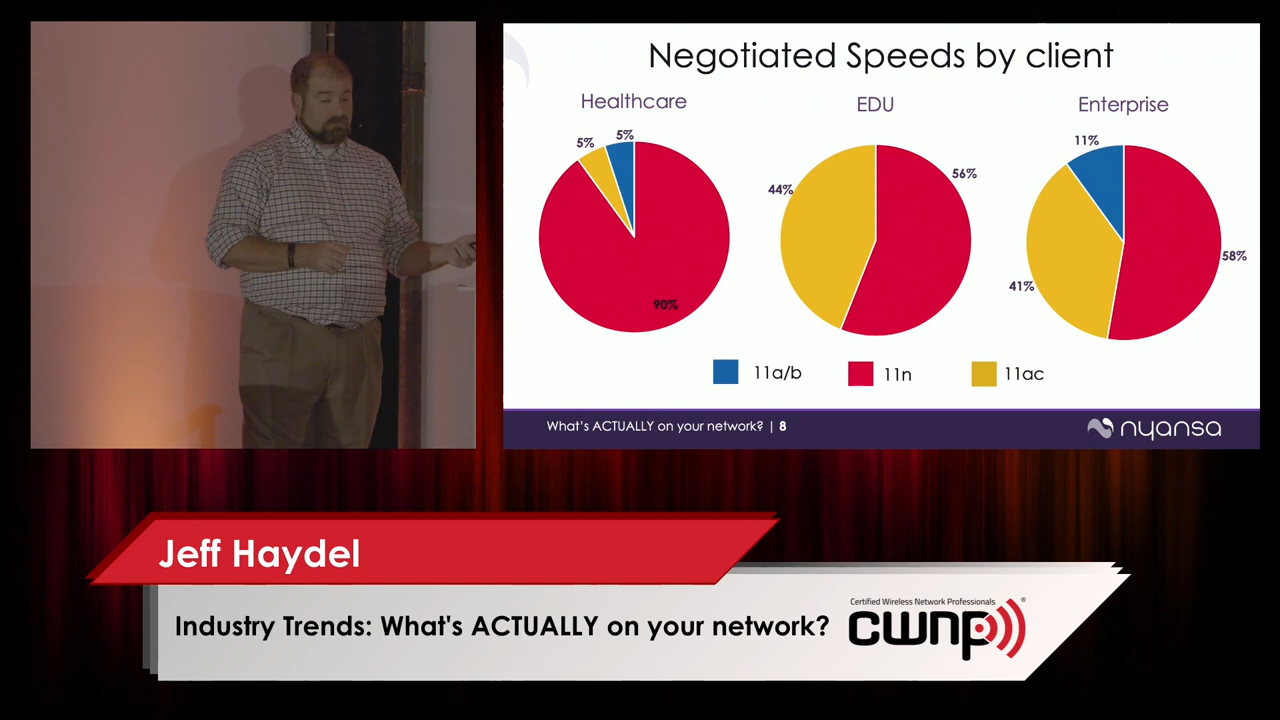 Negotiated Speeds by client
Healthcare
EDU
Enterprise
5%
5%
90%
44%
56%
11%
41%
58%
11a/b
11n
11ac
What's ACTUALLY on your network? | 8
nyansa
Jeff Haydel
Industry Trends: What's ACTUALLY on your network?
Certified Wireless Network Professionals
cwnp®